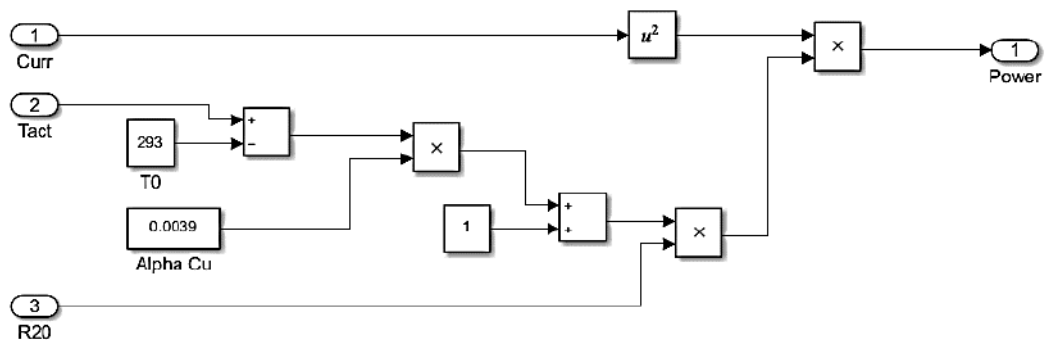 1
Curr
u²
×
1
Power
2
Tact
+
−
293
T0
×
0.0039
Alpha Cu
1
+
+
×
3
R20